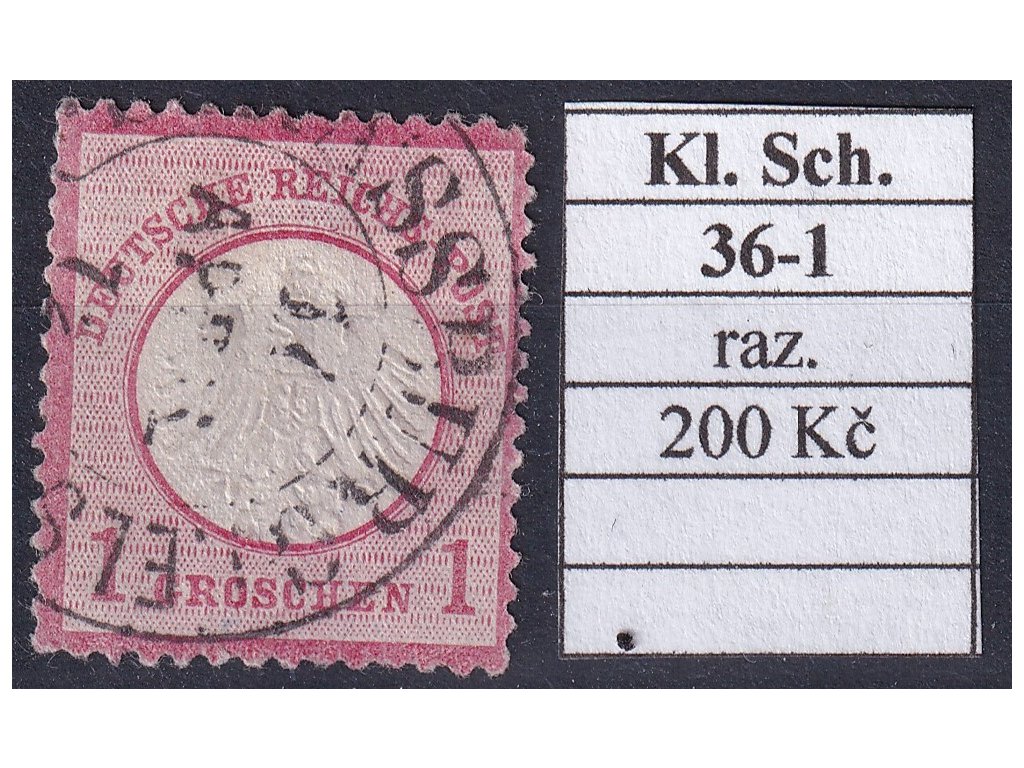 DEUTSCHE REICHS-POST
1 GROSCHEN 1
Kl. Sch.
36-1
raz.
200 Kč